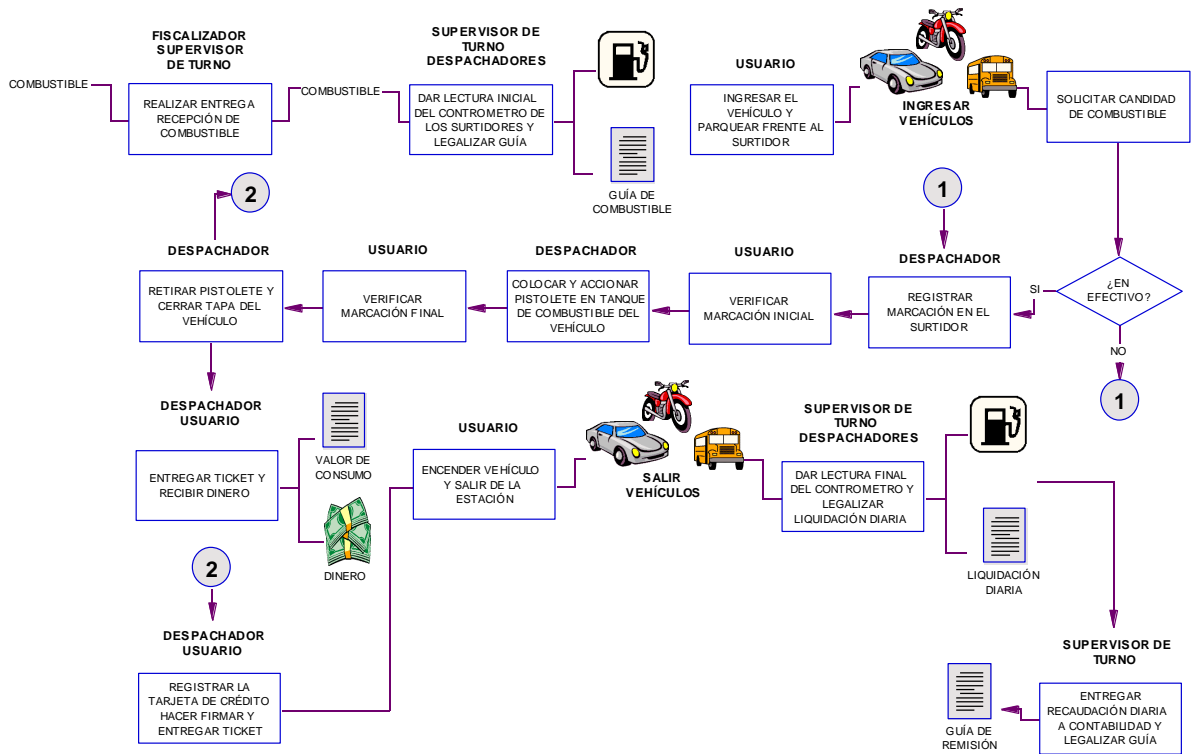 FISCALIZADOR
SUPERVISOR
DE TURNO
COMBUSTIBLE
REALIZAR ENTREGA
RECEPCIÓN DE
COMBUSTIBLE
COMBUSTIBLE
SUPERVISOR DE
TURNO
DESPACHADORES
DAR LECTURA INICIAL
DEL CONTROMETRO DE
LOS SURTIDORES Y
LEGALIZAR GUÍA
GUÍA DE
COMBUSTIBLE
USUARIO
INGRESAR EL
VEHÍCULO Y
PARQUEAR FRENTE AL
SURTIDOR
INGRESAR
VEHÍCULOS
SOLICITAR CANDIDAD
DE COMBUSTIBLE
¿EN
EFECTIVO?
SI
NO
1
1
DESPACHADOR
REGISTRAR
MARCACIÓN EN EL
SURTIDOR
USUARIO
VERIFICAR
MARCACIÓN INICIAL
DESPACHADOR
COLOCAR Y ACCIONAR
PISTOLETE EN TANQUE
DE COMBUSTIBLE DEL
VEHÍCULO
USUARIO
VERIFICAR
MARCACIÓN FINAL
2
DESPACHADOR
RETIRAR PISTOLETE Y
CERRAR TAPA DEL
VEHÍCULO
DESPACHADOR
USUARIO
ENTREGAR TICKET Y
RECIBIR DINERO
VALOR DE
CONSUMO
DINERO
2
DESPACHADOR
USUARIO
REGISTRAR LA
TARJETA DE CRÉDITO
HACER FIRMAR Y
ENTREGAR TICKET
USUARIO
ENCENDER VEHÍCULO
Y SALIR DE LA
ESTACIÓN
SALIR
VEHÍCULOS
SUPERVISOR DE
TURNO
DESPACHADORES
DAR LECTURA FINAL
DEL CONTROMETRO Y
LEGALIZAR
LIQUIDACIÓN DIARIA
LIQUIDACIÓN
DIARIA
SUPERVISOR DE
TURNO
ENTREGAR
RECAUDACIÓN DIARIA
A CONTABILIDAD Y
LEGALIZAR GUÍA
GUÍA DE
REMISIÓN